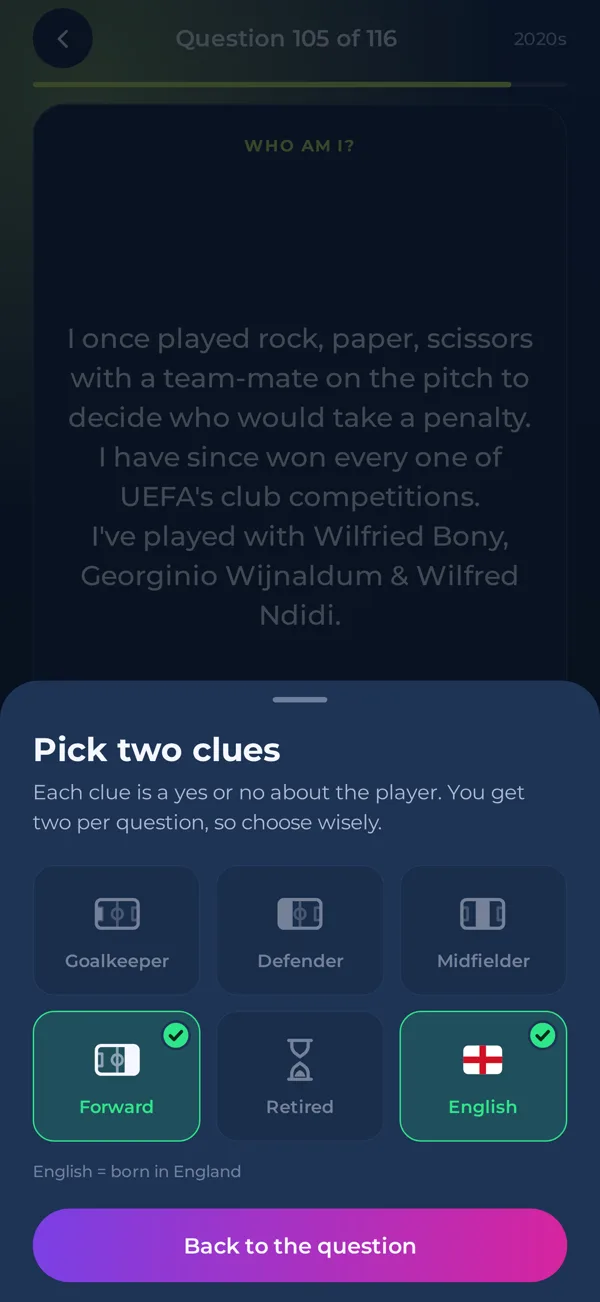 Question 105 of 116
2020s
WHO AM I?
I once played rock, paper, scissors
with a team-mate on the pitch to
decide who would take a penalty.
I have since won every one of
UEFA's club competitions.
I've played with Wilfried Bony,
Georginio Wijnaldum & Wilfred
Ndidi.
Pick two clues
Each clue is a yes or no about the player. You get
two per question, so choose wisely.
Goalkeeper
Defender
Midfielder
Forward
Retired
English
English = born in England
Back to the question